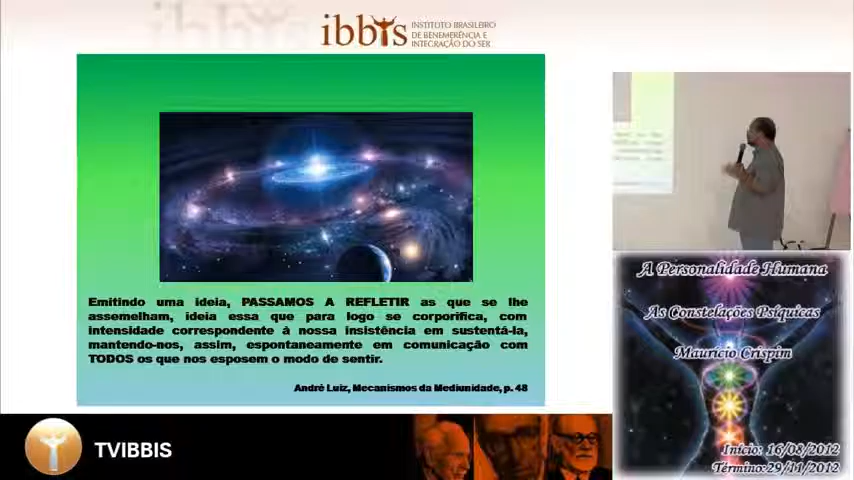 ibbis
INSTITUTO BRASILEIRO
DE BENEMERÊNCIA E
INTEGRAÇÃO DO SER
Emitindo uma ideia, PASSAMOS A REFLETIR as que se lhe
assemelham, ideia essa que para logo se corporifica, com
intensidade correspondente à nossa insistência em sustentá-la,
mantendo-nos, assim, espontaneamente em comunicação com
TODOS os que nos esposem o modo de sentir.
André Luiz, Mecanismos da Mediunidade, p. 48
A Personalidade Humana
As Constelações Psíquicas
Maurício Crispim
Início: 16/08/2012
Término:29/11/2012
TVIBBIS